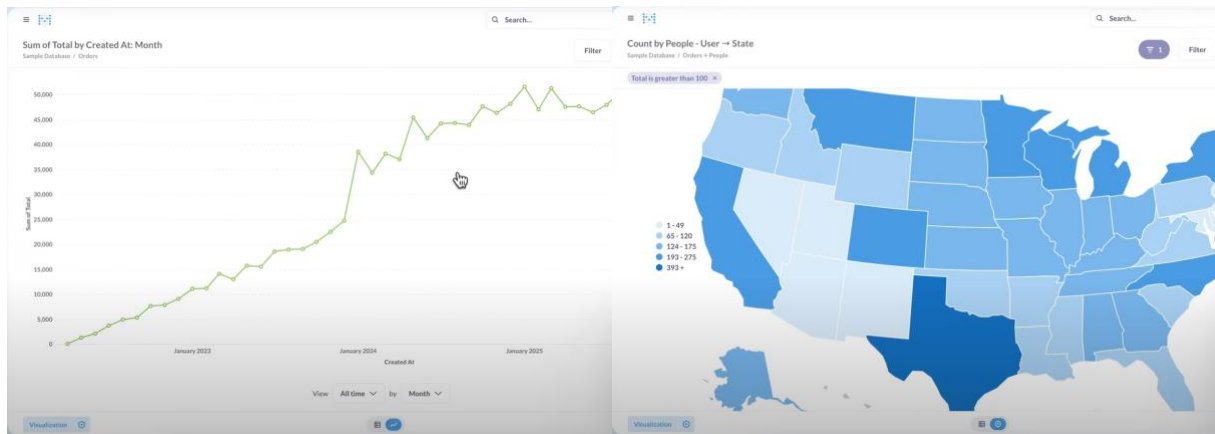 Search...
Sum of Total by Created At: Month
Sample Database / Orders
Filter
50,000
45,000
40,000
35,000
30,000
25,000
20,000
15,000
10,000
5,000
0
Sum of Total
January 2023
January 2024
January 2025
Created At
View All time by Month
Visualization
Search...
Count by People - User → State
Sample Database / Orders + People
1
Filter
Total is greater than 100 ×
1 - 49
65 - 120
124 - 175
193 - 275
393 +
Visualization